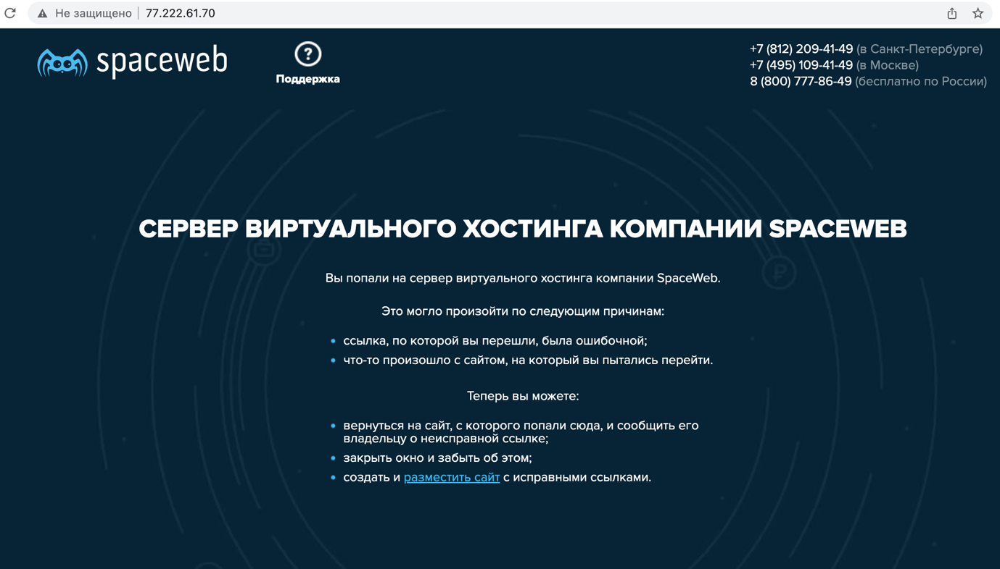 Не защищено
77.222.61.70
spaceweb
?
Поддержка
+7 (812) 209-41-49 (в Санкт-Петербурге)
+7 (495) 109-41-49 (в Москве)
8 (800) 777-86-49 (бесплатно по России)
СЕРВЕР ВИРТУАЛЬНОГО ХОСТИНГА КОМПАНИИ SPACEWEB
Вы попали на сервер виртуального хостинга компании SpaceWeb.
Это могло произойти по следующим причинам:
ссылка, по которой вы перешли, была ошибочной;
что-то произошло с сайтом, на который вы пытались перейти.
Теперь вы можете:
вернуться на сайт, с которого попали сюда, и сообщить его
владельцу о неисправной ссылке;
закрыть окно и забыть об этом;
создать и разместить сайт с исправными ссылками.